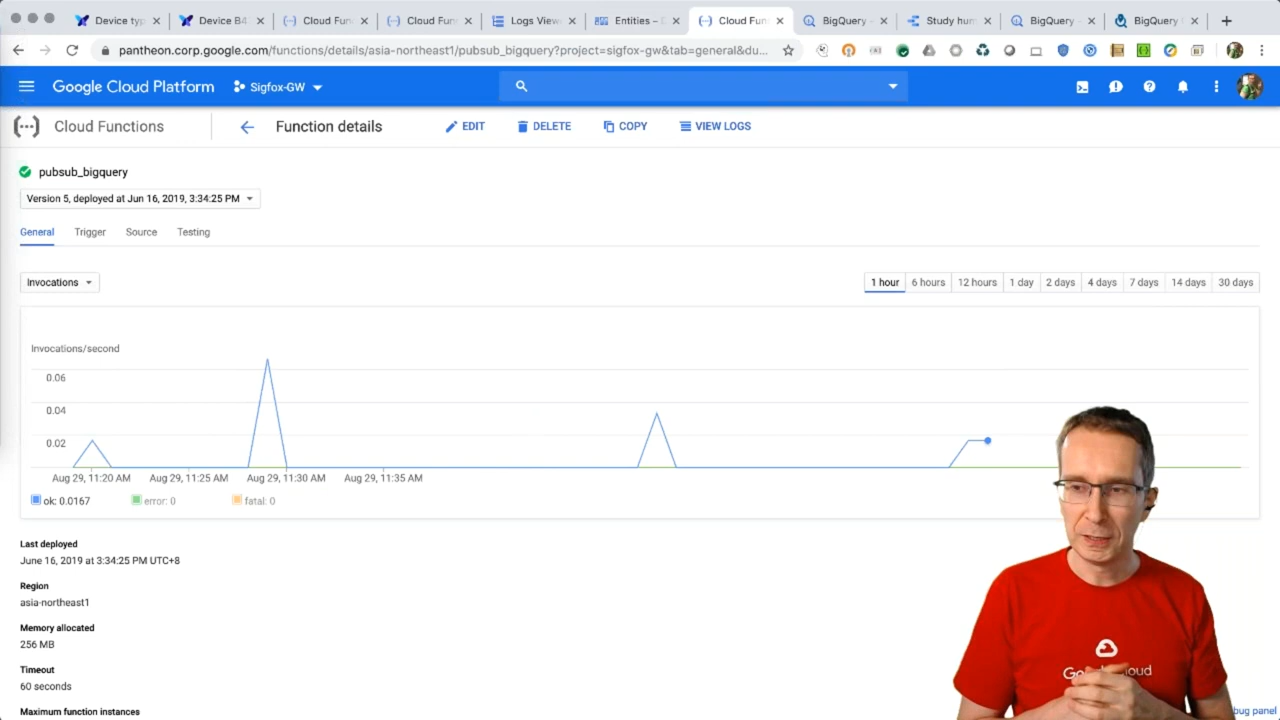 Device typ
Device B4
Cloud Fun
Cloud Fun
Logs View
Entities –
Cloud Fun
BigQuery –
Study hum
BigQuery –
BigQuery
pantheon.corp.google.com/functions/details/asia-northeast1/pubsub_bigquery?project=sigfox-gw&tab=general&du...
Google Cloud Platform
Sigfox-GW
Cloud Functions
Function details
EDIT
DELETE
COPY
VIEW LOGS
pubsub_bigquery
Version 5, deployed at Jun 16, 2019, 3:34:25 PM
General Trigger Source Testing
Invocations
1 hour 6 hours 12 hours 1 day 2 days 4 days 7 days 14 days 30 days
Invocations/second
0.06
0.04
0.02
Aug 29, 11:20 AM Aug 29, 11:25 AM Aug 29, 11:30 AM Aug 29, 11:35 AM
ok: 0.0167 error: 0 fatal: 0
Last deployed
June 16, 2019 at 3:34:25 PM UTC+8
Region
asia-northeast1
Memory allocated
256 MB
Timeout
60 seconds
Maximum function instances
bug panel